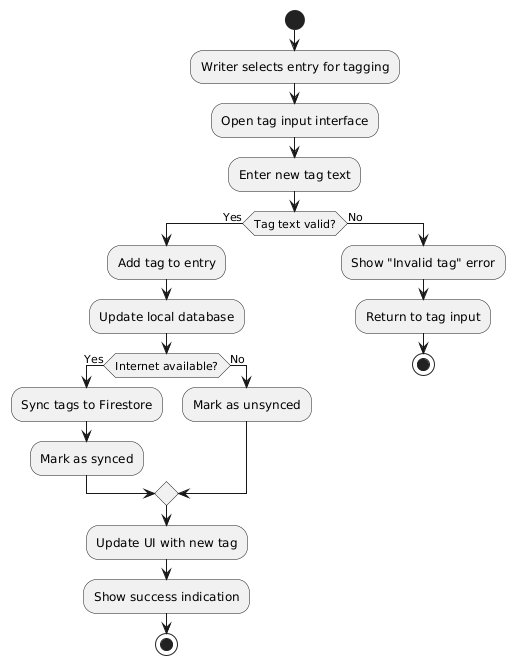 Writer selects entry for tagging
Open tag input interface
Enter new tag text
Yes
Tag text valid?
No
Add tag to entry
Show "Invalid tag" error
Update local database
Return to tag input
Yes
Internet available?
No
Sync tags to Firestore
Mark as unsynced
Mark as synced
Update UI with new tag
Show success indication